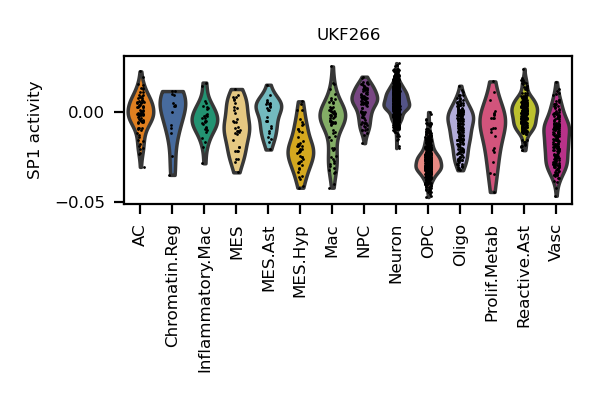 UKF266
SP1 activity
0.00
−0.05
AC
Chromatin.Reg
Inflammatory.Mac
MES
MES.Ast
MES.Hyp
Mac
NPC
Neuron
OPC
Oligo
Prolif.Metab
Reactive.Ast
Vasc